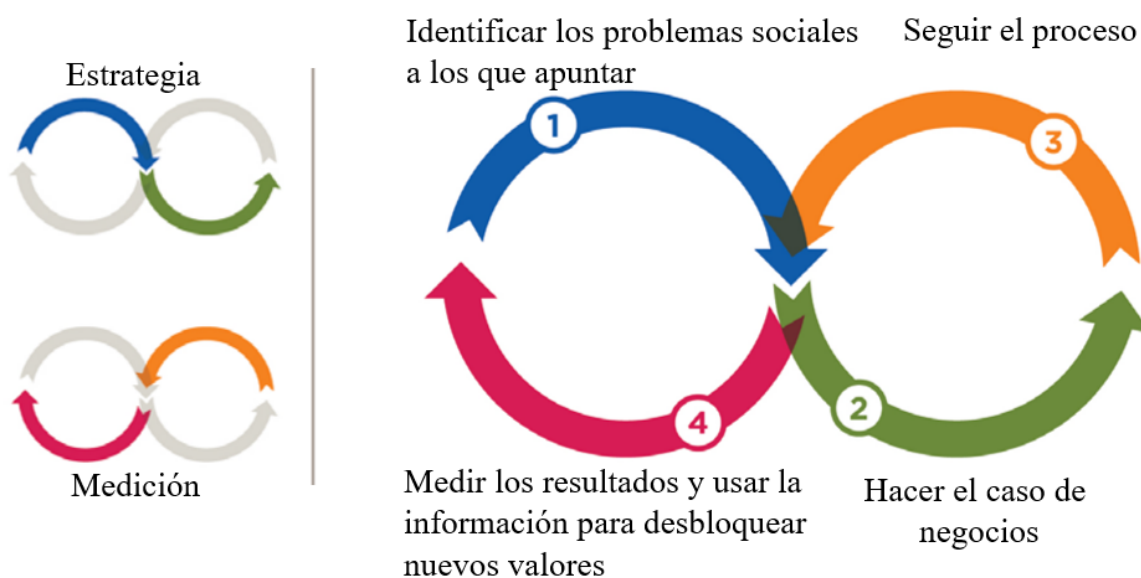 Estrategia
Medición
Identificar los problemas sociales
a los que apuntar
1
Seguir el proceso
3
2
Hacer el caso de
negocios
4
Medir los resultados y usar la
información para desbloquear
nuevos valores